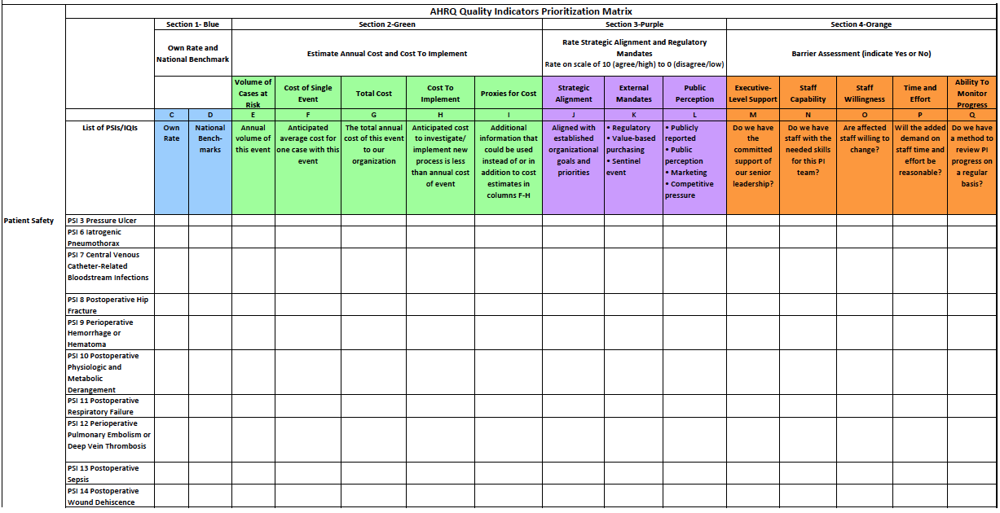 AHRQ Quality Indicators Prioritization Matrix
Section 1- Blue
Section 2-Green
Section 3-Purple
Section 4-Orange
Own Rate and
National Benchmark
Estimate Annual Cost and Cost To Implement
Rate Strategic Alignment and Regulatory
Mandates
Rate on scale of 10 (agree/high) to 0 (disagree/low)
Barrier Assessment (indicate Yes or No)
Volume of
Cases at
Risk
Cost of Single
Event
Total Cost
Cost To
Implement
Proxies for Cost
Strategic
Alignment
External
Mandates
Public
Perception
Executive-
Level Support
Staff
Capability
Staff
Willingness
Time and
Effort
Ability To
Monitor
Progress
C
D
E
F
G
H
I
J
K
L
M
N
O
P
Q
List of PSIs/IQIs
Own
Rate
National
Bench-
marks
Annual
volume of
this event
Anticipated
average cost for
one case with this
event
The total annual
cost of this event
to our
organization
Anticipated cost
to investigate/
implement new
process is less
than annual cost
of event
Additional
information that
could be used
instead of or in
addition to cost
estimates in
columns F-H
Aligned with
established
organizational
goals and
priorities
• Regulatory
• Value-based
purchasing
• Sentinel
event
• Publicly
reported
• Public
perception
• Marketing
• Competitive
pressure
Do we have
the
committed
support of
our senior
leadership?
Do we have
staff with the
needed skills
for this PI
team?
Are affected
staff willing to
change?
Will the added
demand on
staff time and
effort be
reasonable?
Do we have
a method to
review PI
progress on
a regular
basis?
Patient Safety
PSI 3 Pressure Ulcer
PSI 6 Iatrogenic
Pneumothorax
PSI 7 Central Venous
Catheter-Related
Bloodstream Infections
PSI 8 Postoperative Hip
Fracture
PSI 9 Perioperative
Hemorrhage or
Hematoma
PSI 10 Postoperative
Physiologic and
Metabolic
Derangement
PSI 11 Postoperative
Respiratory Failure
PSI 12 Perioperative
Pulmonary Embolism or
Deep Vein Thrombosis
PSI 13 Postoperative
Sepsis
PSI 14 Postoperative
Wound Dehiscence